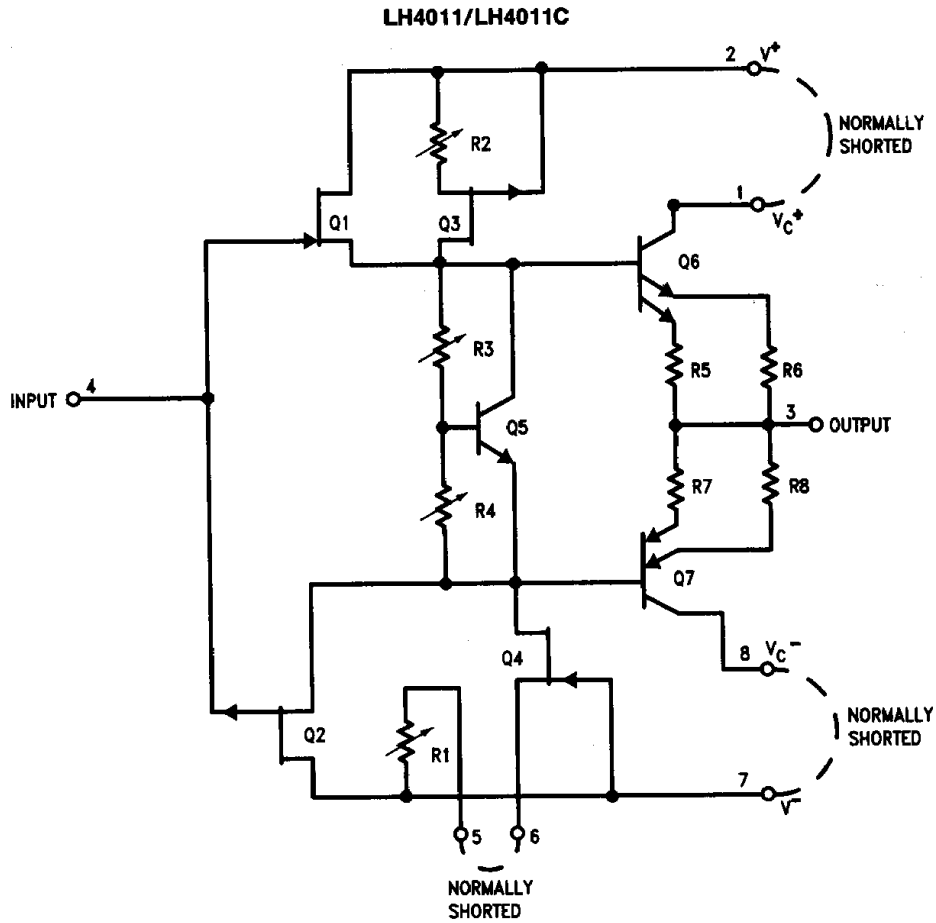 LH4011/LH4011C
2 V+
NORMALLY
SHORTED
1
VC+
R2
Q1
Q3
Q6
R3
R5
R6
INPUT 4
Q5
3 OUTPUT
R4
R7
R8
Q7
Q4
8 VC−
Q2
R1
NORMALLY
SHORTED
7
V−
5
6
NORMALLY
SHORTED